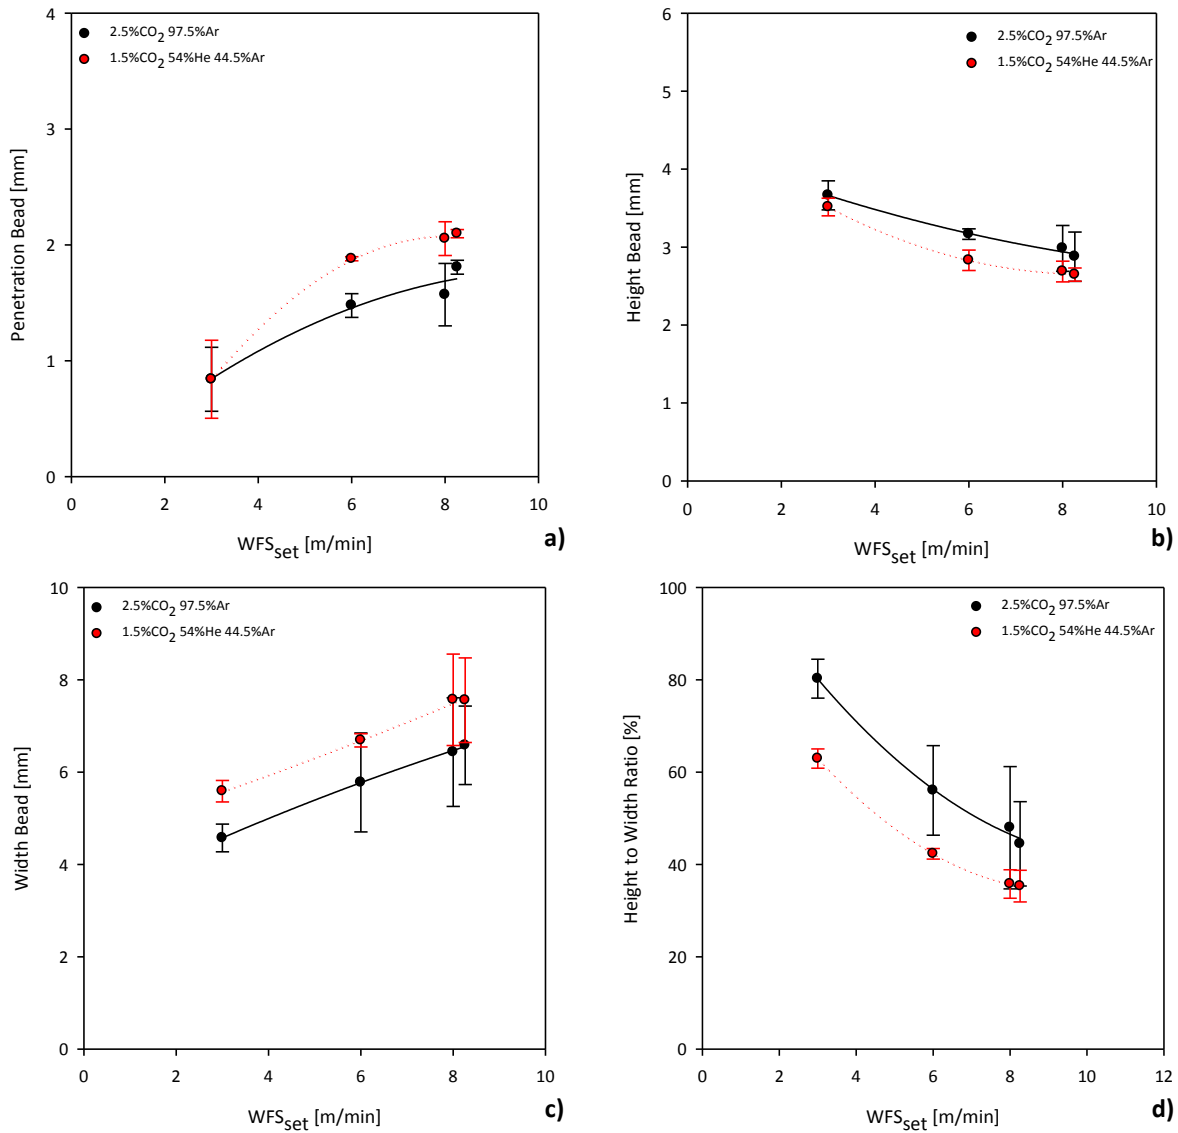 4
3
2
1
0
0 2 4 6 8 10
Penetration Bead [mm]
WFSset [m/min]
2.5%CO2 97.5%Ar
1.5%CO2 54%He 44.5%Ar
a)
6
5
4
3
2
1
0
0 2 4 6 8 10
Height Bead [mm]
WFSset [m/min]
2.5%CO2 97.5%Ar
1.5%CO2 54%He 44.5%Ar
b)
10
8
6
4
2
0
0 2 4 6 8 10
Width Bead [mm]
WFSset [m/min]
2.5%CO2 97.5%Ar
1.5%CO2 54%He 44.5%Ar
c)
100
80
60
40
20
0
0 2 4 6 8 10 12
Height to Width Ratio [%]
WFSset [m/min]
2.5%CO2 97.5%Ar
1.5%CO2 54%He 44.5%Ar
d)